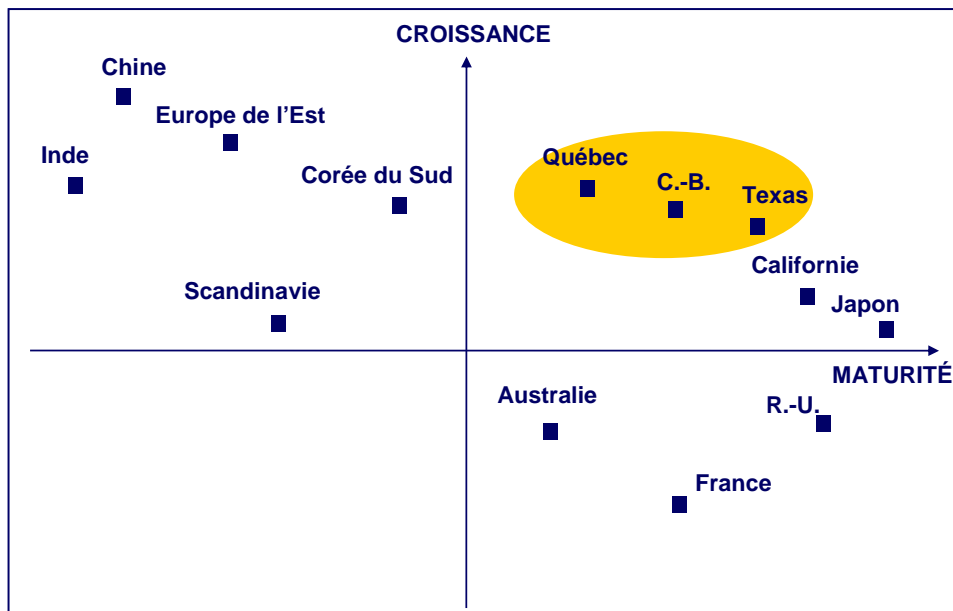 CROISSANCE
Chine
Europe de l’Est
Inde
Québec
Corée du Sud
C.-B.
Texas
Californie
Scandinavie
Japon
MATURITÉ
Australie
R.-U.
France